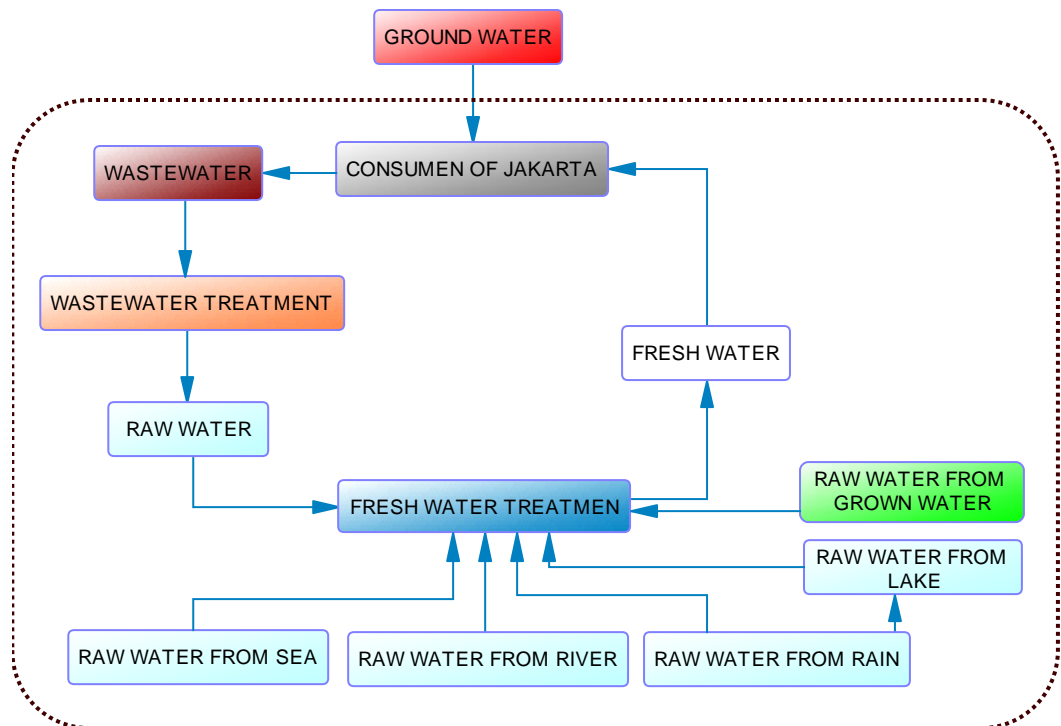 GROUND WATER
CONSUMEN OF JAKARTA
WASTEWATER
WASTEWATER TREATMENT
FRESH WATER
RAW WATER
RAW WATER FROM
GROWN WATER
FRESH WATER TREATMEN
RAW WATER FROM
LAKE
RAW WATER FROM SEA
RAW WATER FROM RIVER
RAW WATER FROM RAIN